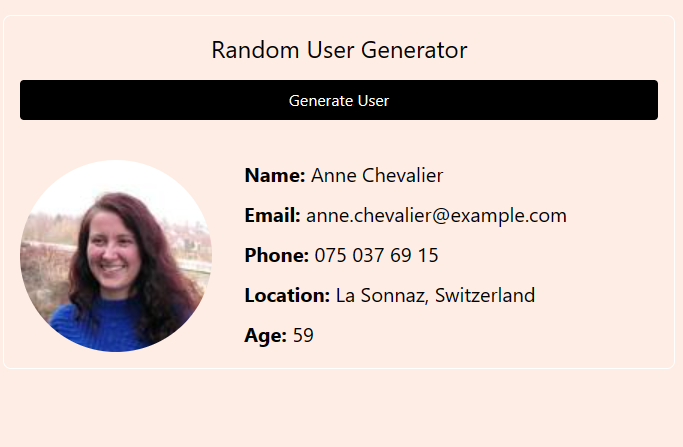 Random User Generator
Generate User
Name: Anne Chevalier
Email: anne.chevalier@example.com
Phone: 075 037 69 15
Location: La Sonnaz, Switzerland
Age: 59